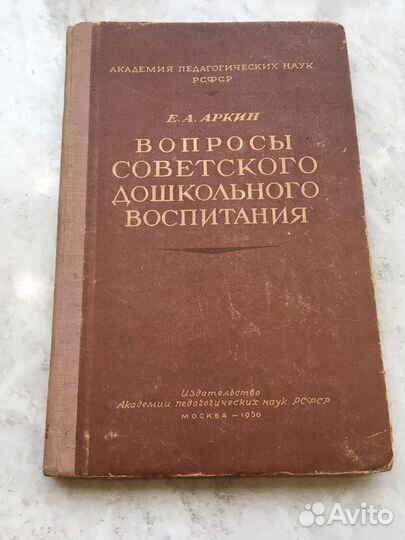 АКАДЕМИЯ ПЕДАГОГИЧЕСКИХ НАУК
РСФСР
Е. А. АРКИН
ВОПРОСЫ
СОВЕТСКОГО
ДОШКОЛЬНОГО
ВОСПИТАНИЯ
Издательство
Академии педагогических наук РСФСР
МОСКВА — 1950
Avito